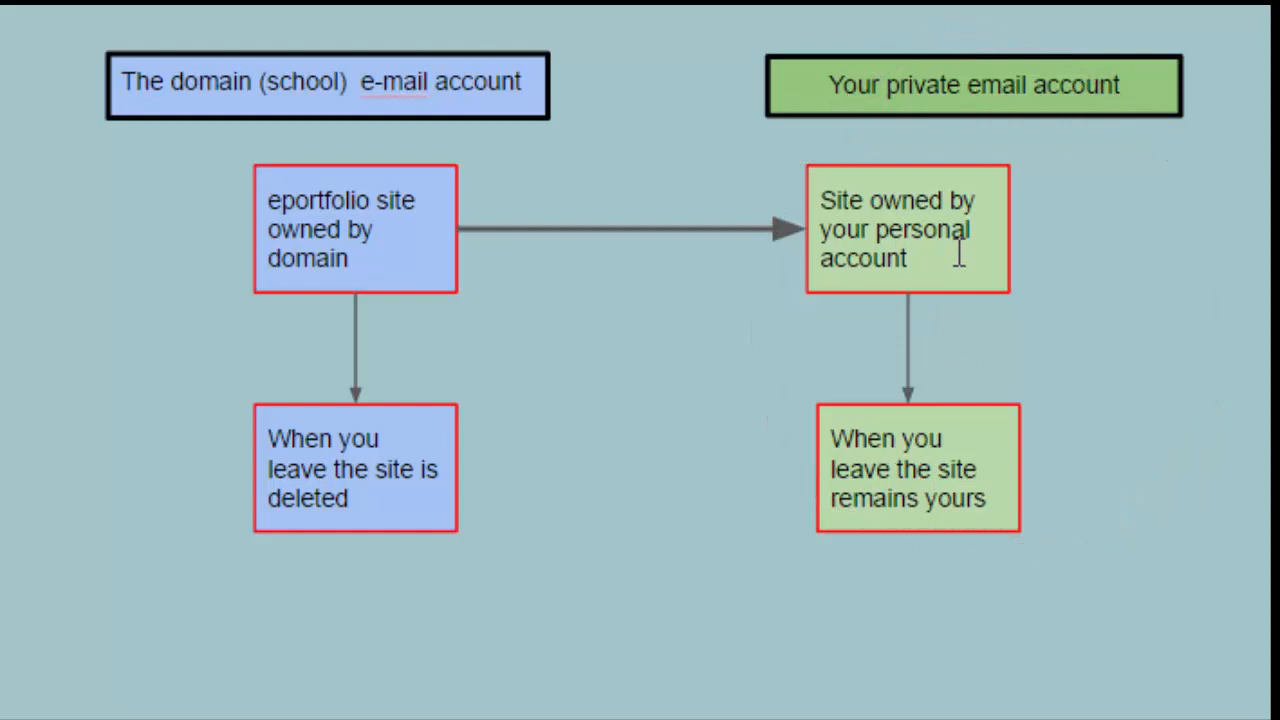 The domain (school)  e-mail account
Your private email account
eportfolio site
owned by
domain
Site owned by
your personal
account
When you
leave the site is
deleted
When you
leave the site
remains yours